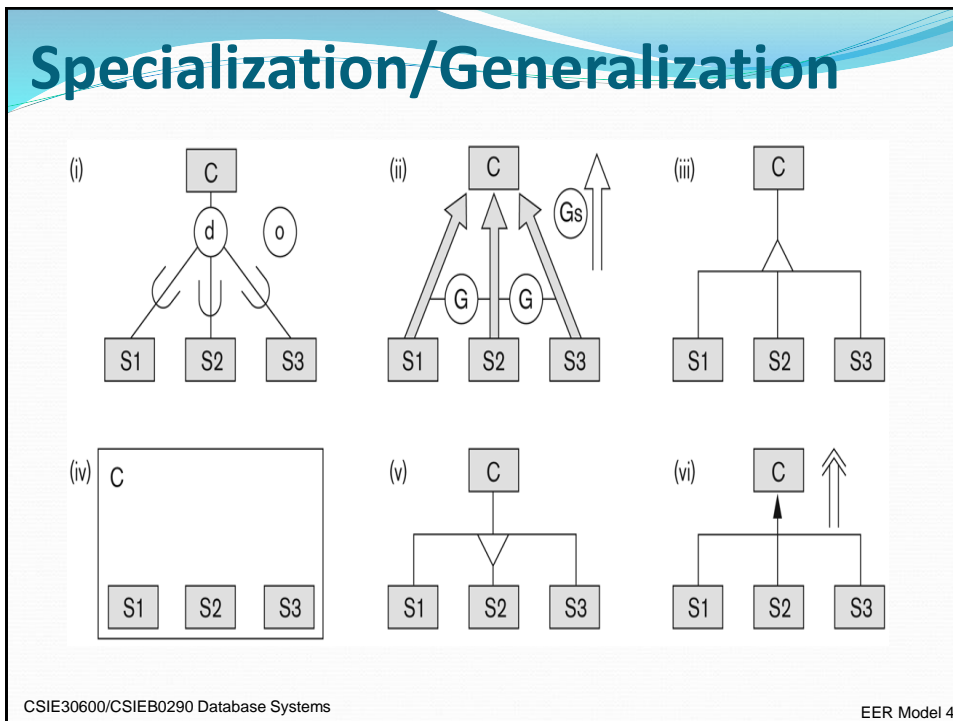 Specialization/Generalization
(i)
C
d
o
S1
S2
S3
(ii)
C
Gs
G
G
S1
S2
S3
(iii)
C
S1
S2
S3
(iv)
C
S1
S2
S3
(v)
C
S1
S2
S3
(vi)
C
S1
S2
S3
CSIE30600/CSIEB0290 Database Systems
EER Model 4